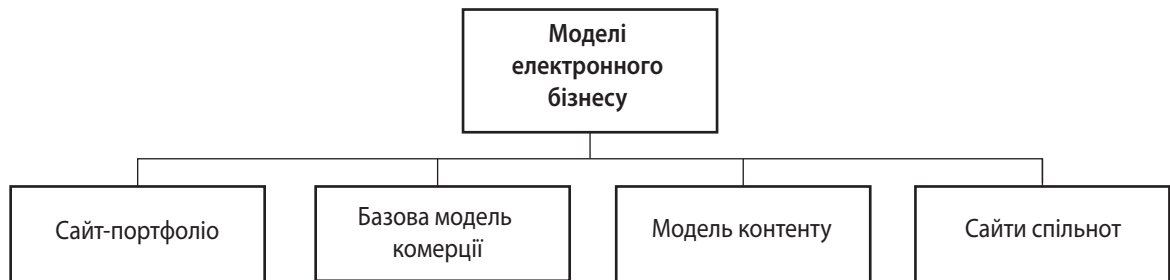 Моделі
електронного
бізнесу
Сайт-портфоліо
Базова модель
комерції
Модель контенту
Сайти спільнот